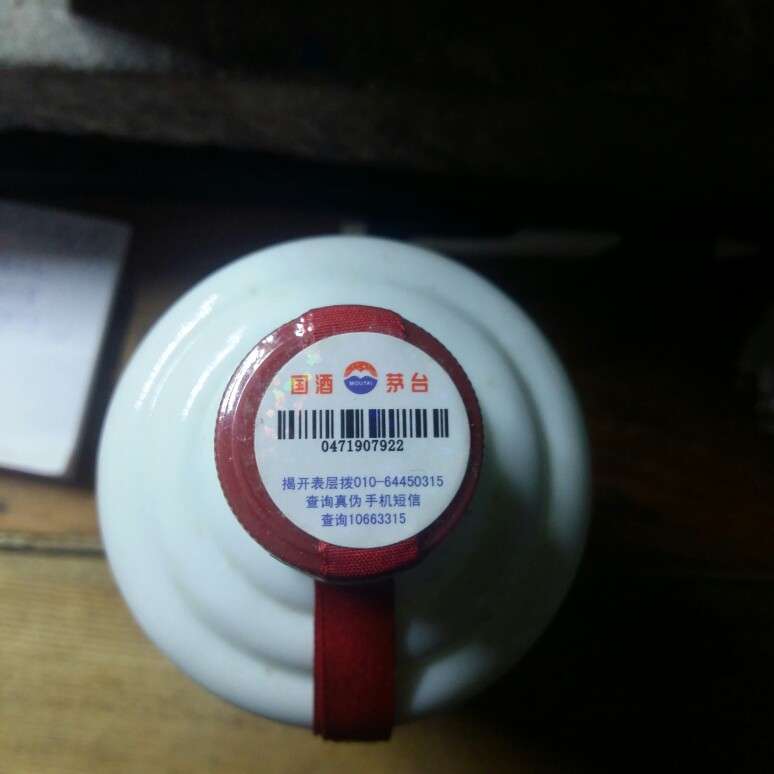 国酒 MOUTAI 茅台
0471907922
揭开表层拨010-64450315
查询真伪 手机短信
查询10663315